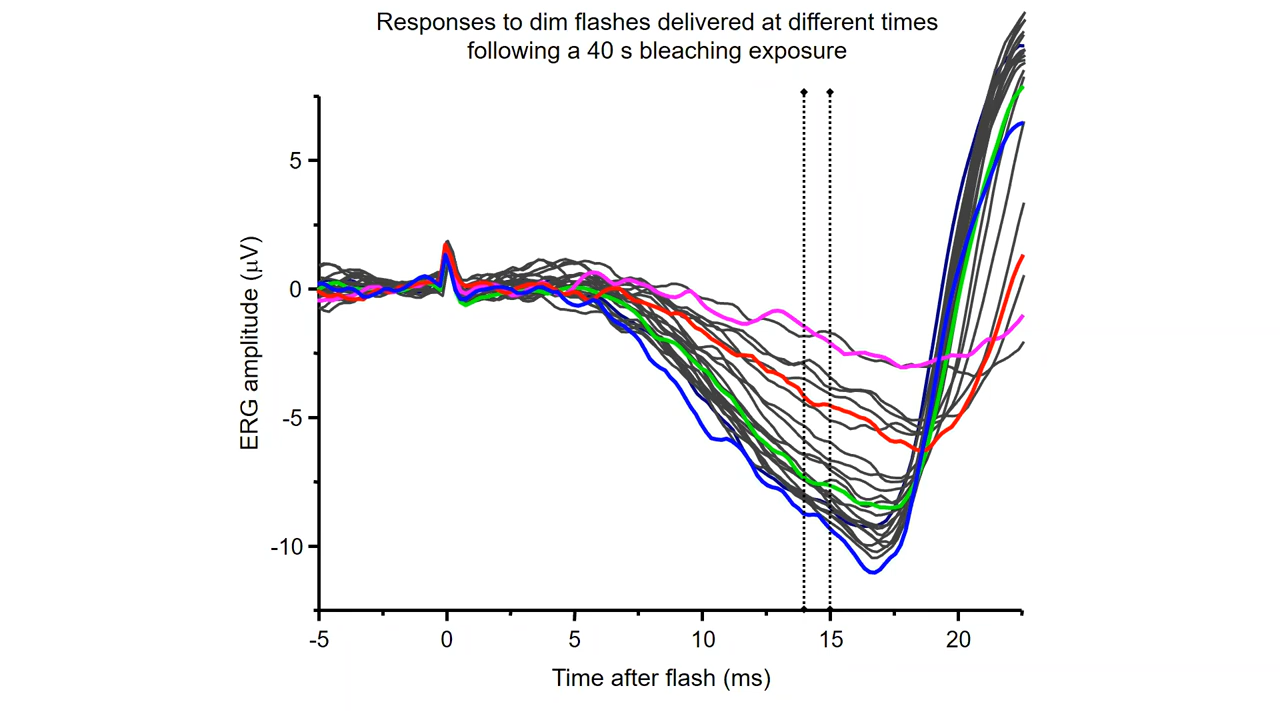 Responses to dim flashes delivered at different times
following a 40 s bleaching exposure
ERG amplitude (µV)
5
0
-5
-10
-5 0 5 10 15 20
Time after flash (ms)